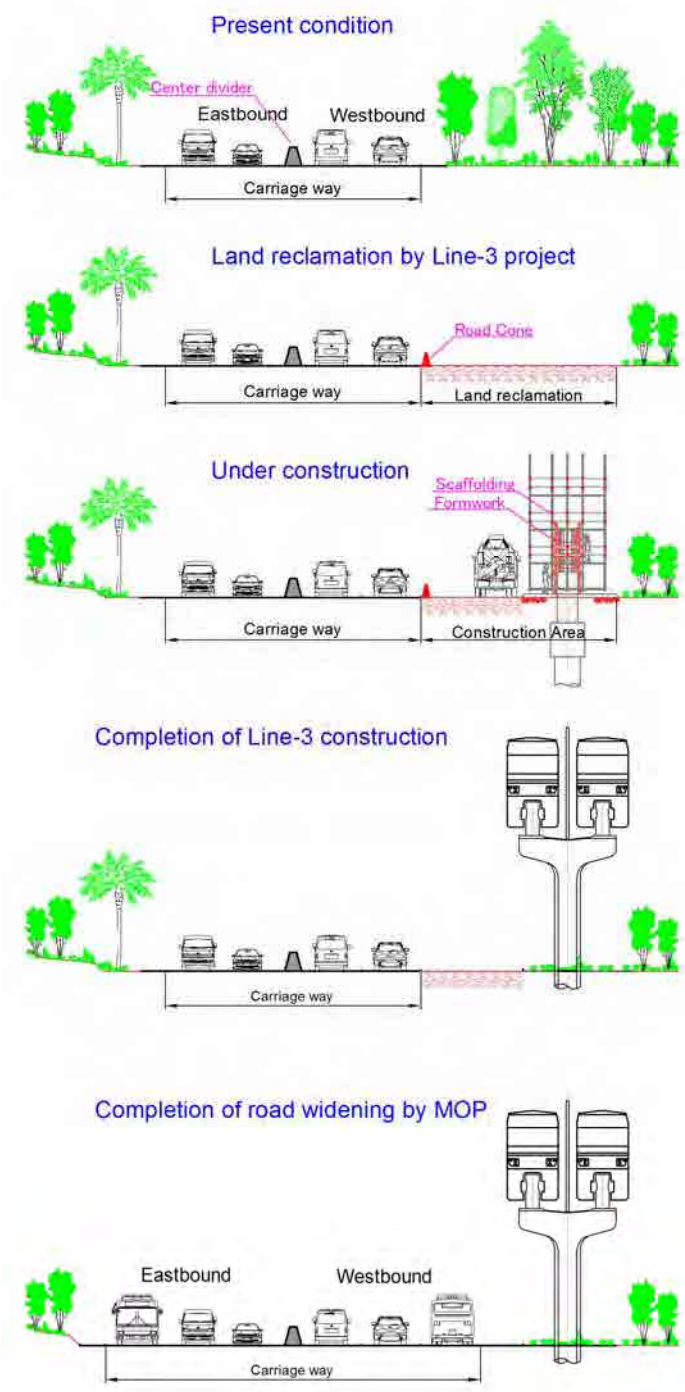 Present condition
Center divider
Eastbound
Westbound
Carriage way
Land reclamation by Line-3 project
Road Cone
Carriage way
Land reclamation
Under construction
Scaffolding
Formwork
Carriage way
Construction Area
Completion of Line-3 construction
Carriage way
Completion of road widening by MOP
Eastbound
Westbound
Carriage way